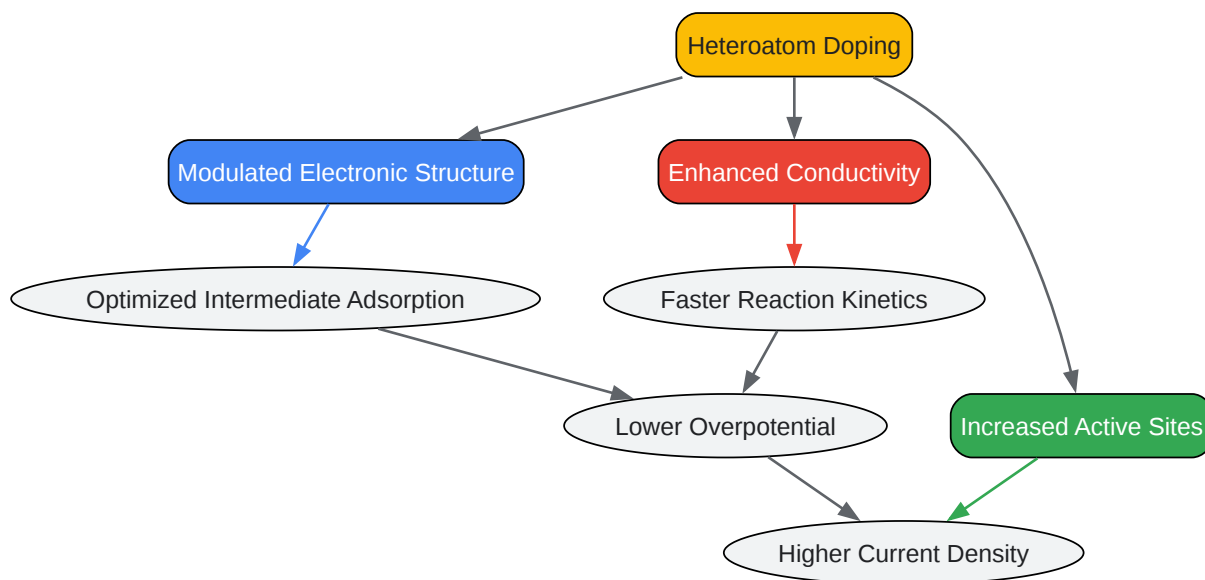 Heteroatom Doping
Modulated Electronic Structure
Enhanced Conductivity
Optimized Intermediate Adsorption
Faster Reaction Kinetics
Lower Overpotential
Increased Active Sites
Higher Current Density